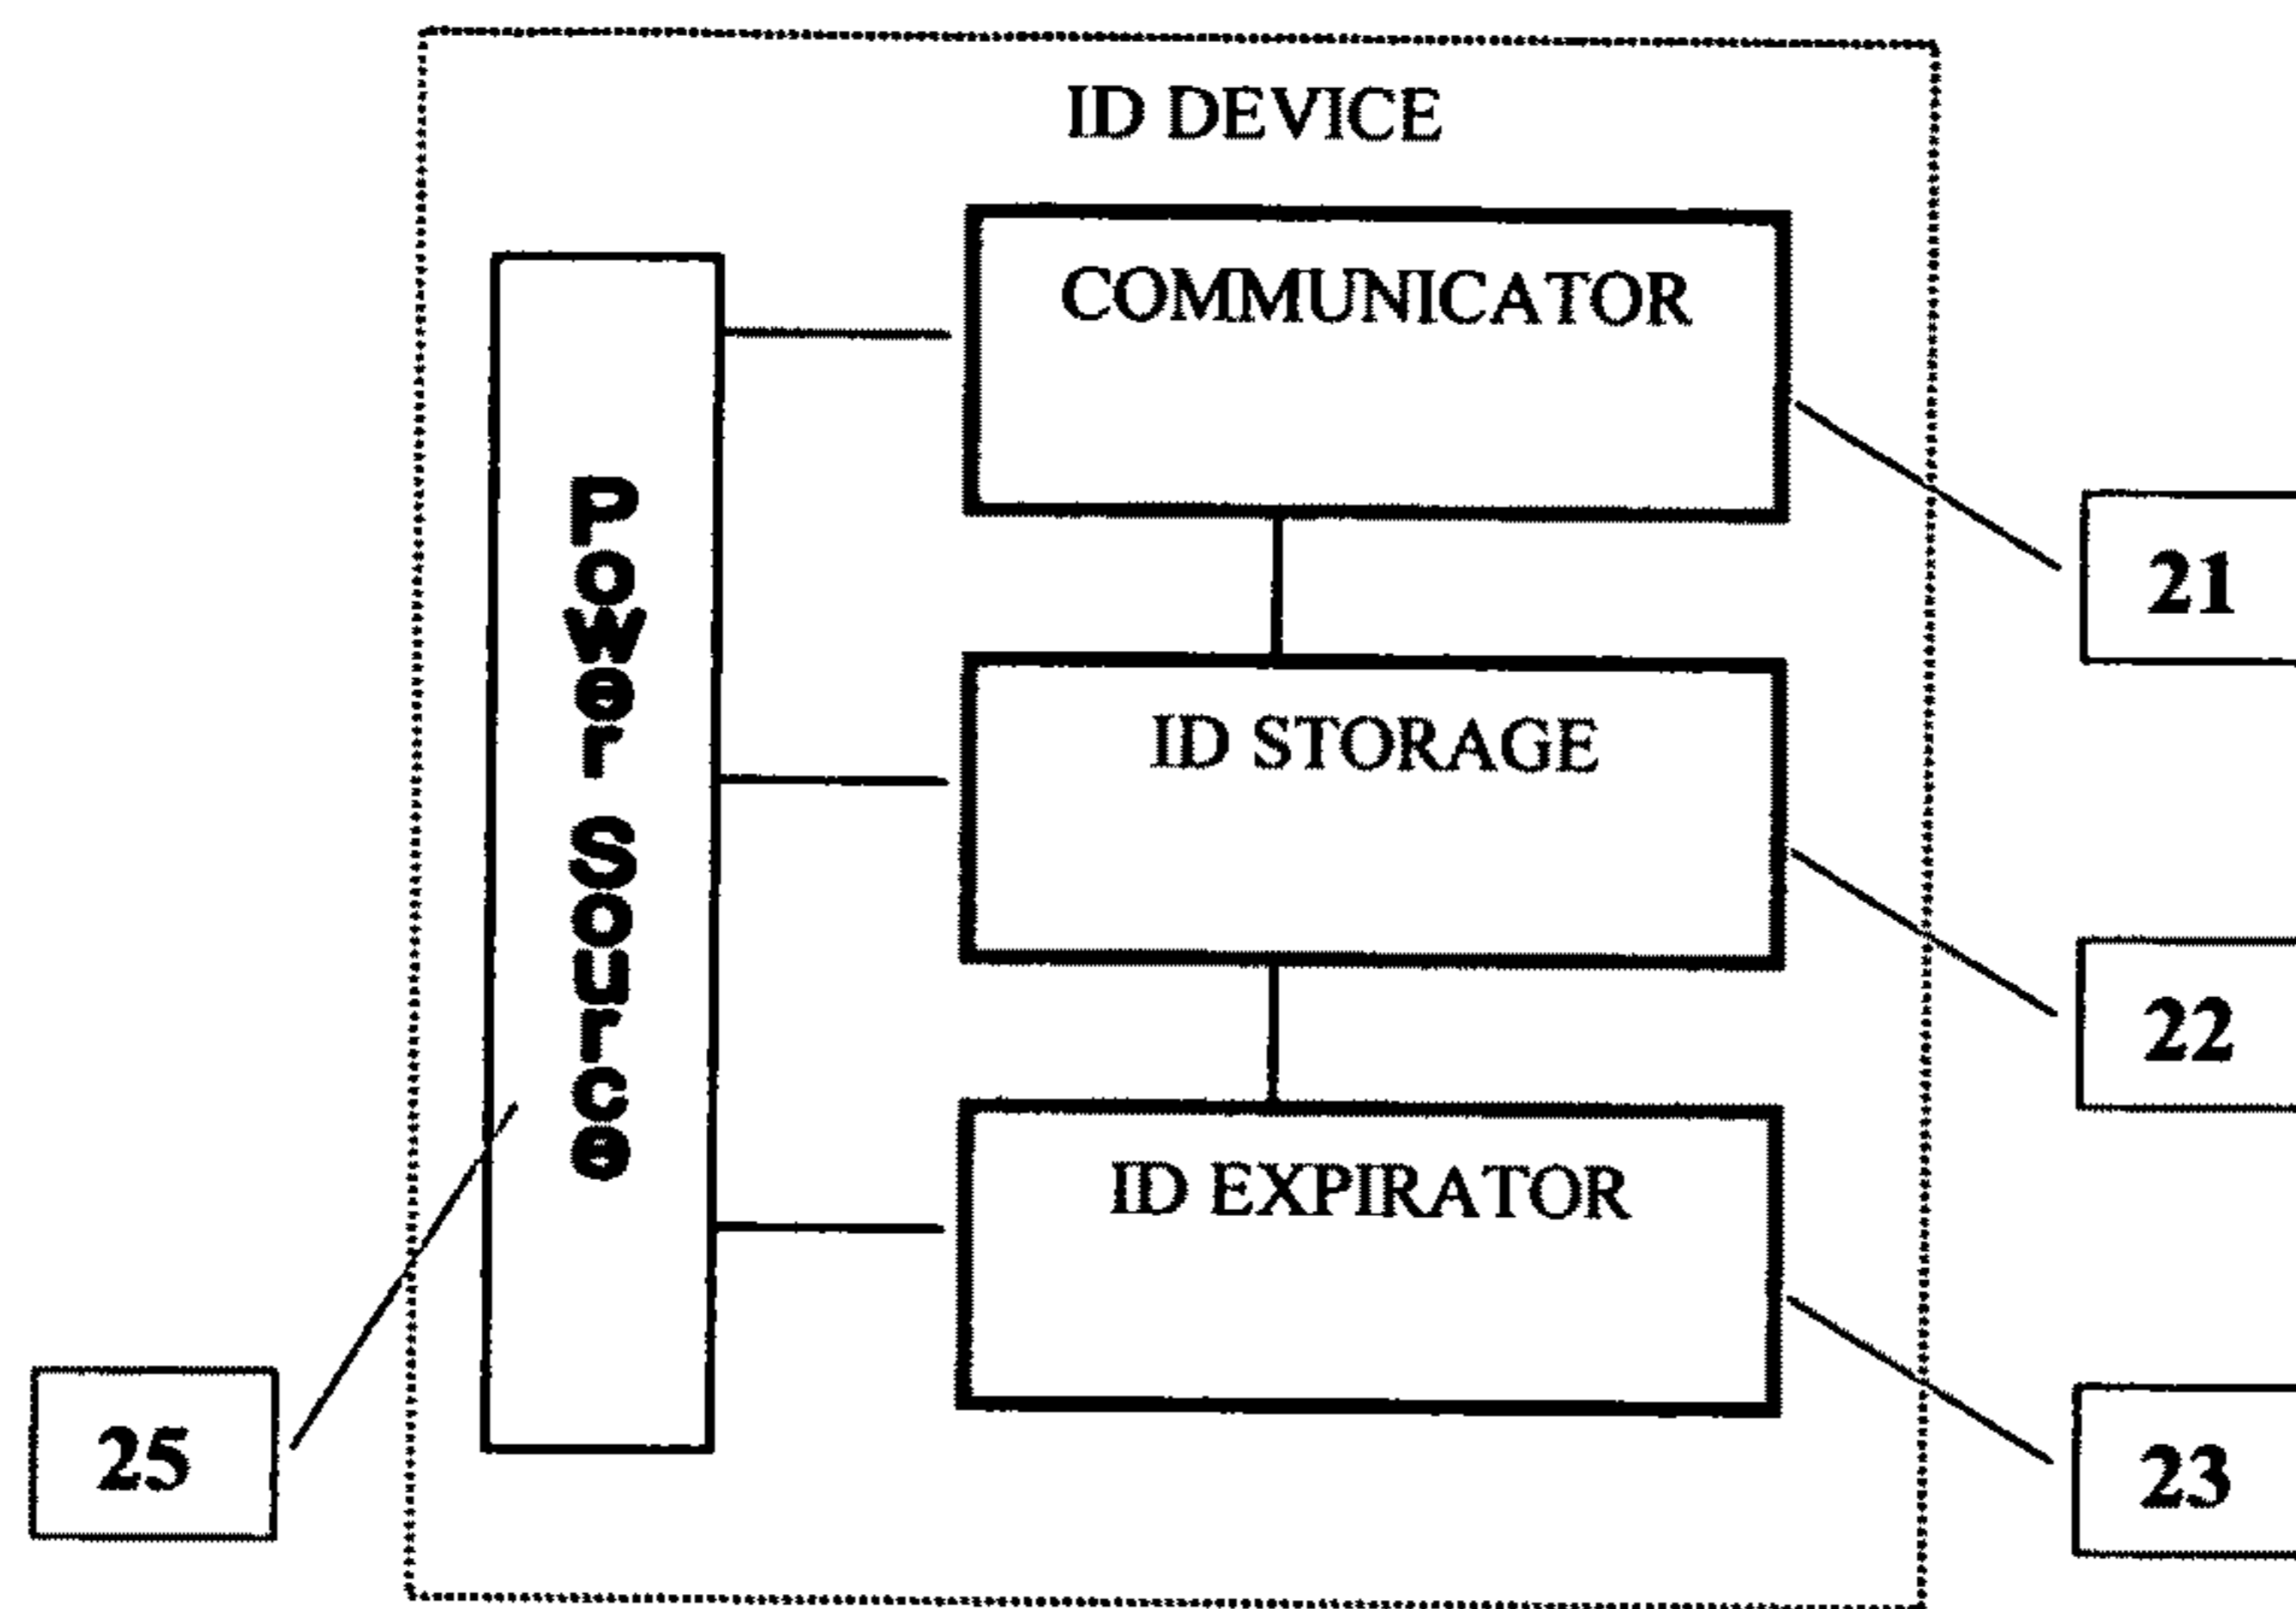 ID DEVICE
COMMUNICATOR
Power Source
21
ID STORAGE
22
ID EXPIRATOR
23
25